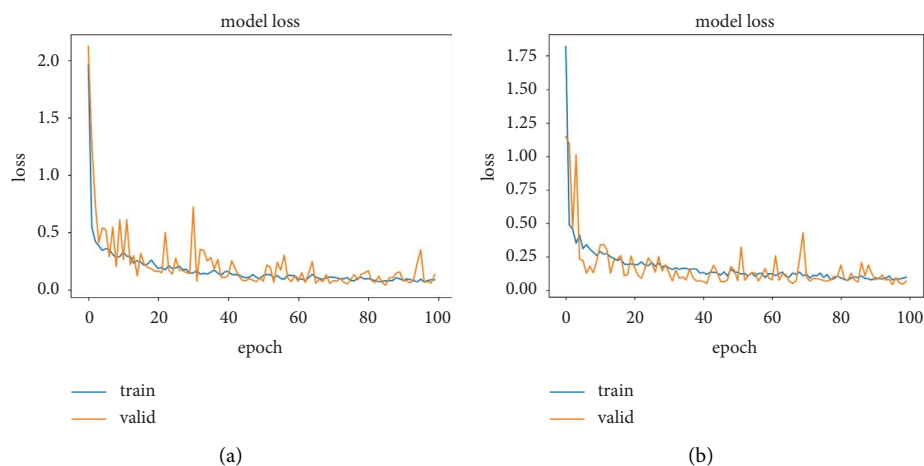 model loss
2.0
1.5
1.0
0.5
0.0
loss
0 20 40 60 80 100
epoch
train
valid
(a)
model loss
1.75
1.50
1.25
1.00
0.75
0.50
0.25
0.00
loss
0 20 40 60 80 100
epoch
train
valid
(b)